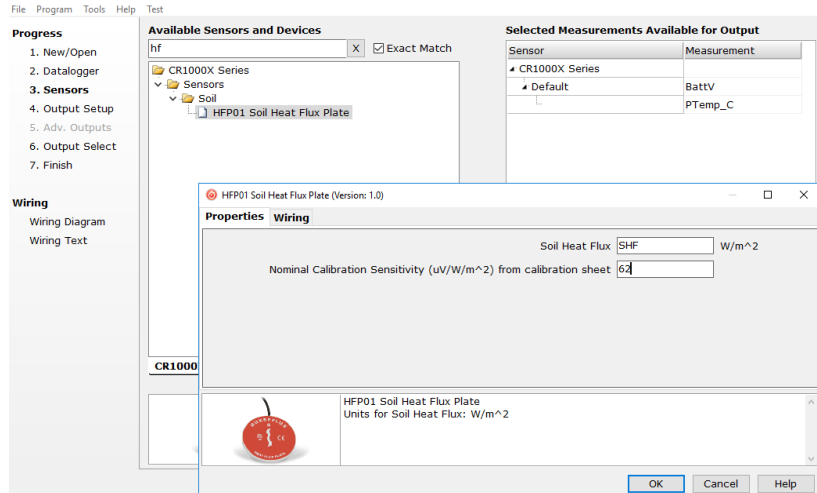 File Program Tools Help Test
Progress
1. New/Open
2. Datalogger
3. Sensors
4. Output Setup
5. Adv. Outputs
6. Output Select
7. Finish
Wiring
Wiring Diagram
Wiring Text
Available Sensors and Devices
hf X Exact Match
CR1000X Series
Sensors
Soil
HFP01 Soil Heat Flux Plate
CR1000
Selected Measurements Available for Output
Sensor Measurement
CR1000X Series
Default BattV
PTemp_C
HFP01 Soil Heat Flux Plate (Version: 1.0)
Properties Wiring
Soil Heat Flux SHF W/m^2
Nominal Calibration Sensitivity (uV/W/m^2) from calibration sheet 62
HFP01 Soil Heat Flux Plate
Units for Soil Heat Flux: W/m^2
OK Cancel Help